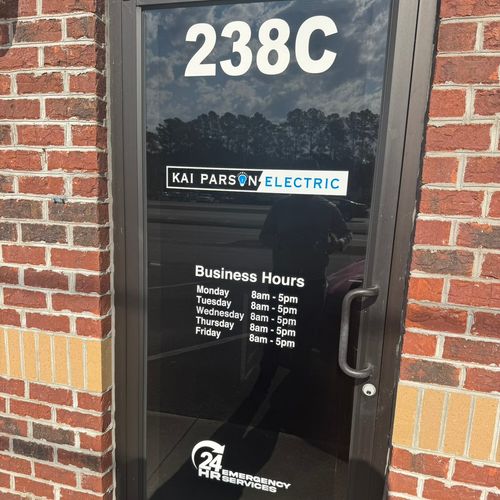 238C
KAI PARSON ELECTRIC
Business Hours
Monday 8am - 5pm
Tuesday 8am - 5pm
Wednesday 8am - 5pm
Thursday 8am - 5pm
Friday 8am - 5pm
24 HR EMERGENCY
SERVICES